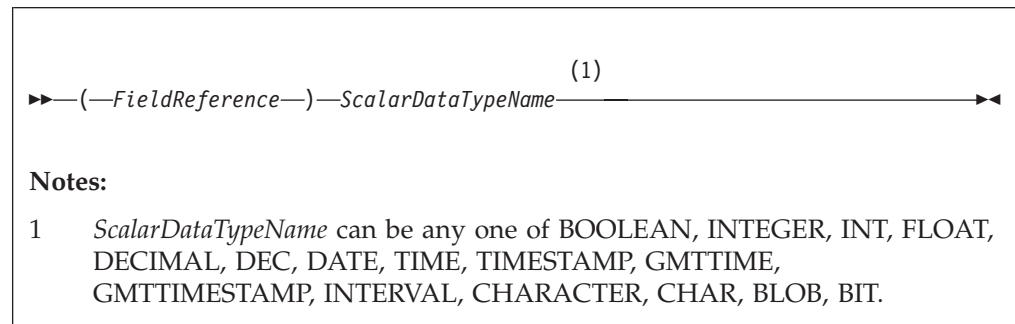 (1)
►►—(—FieldReference—)—ScalarDataTypeName—►◄
Notes:
1 ScalarDataTypeName can be any one of BOOLEAN, INTEGER, INT, FLOAT,
DECIMAL, DEC, DATE, TIME, TIMESTAMP, GMTTIME,
GMTTIMESTAMP, INTERVAL, CHARACTER, CHAR, BLOB, BIT.